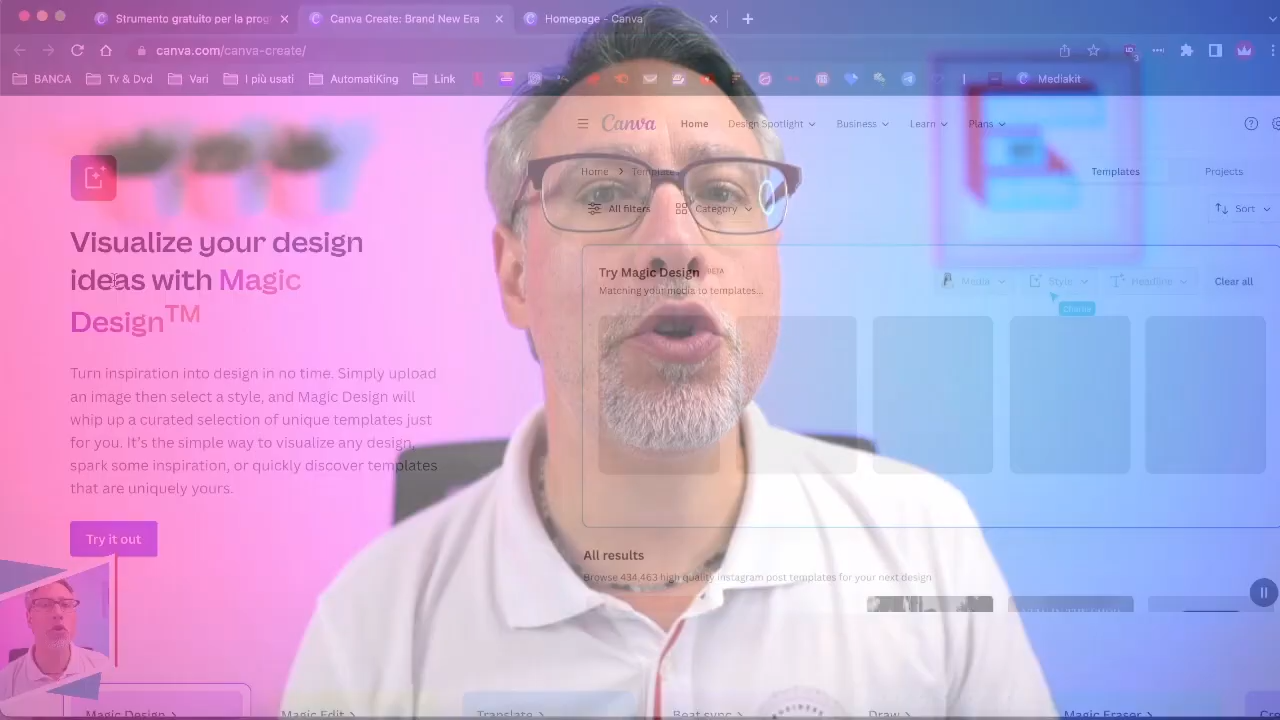 Strumento gratuito per la prog
Canva Create: Brand New Era
Homepage - Canva
canva.com/canva-create/
BANCA
Tv & Dvd
Vari
I più usati
AutomatiKing
Link
Mediakit
Canva
Home
Design Spotlight
Business
Learn
Plans
Home
Templates
Templates
Projects
All filters
Category
Sort
Visualize your design
ideas with Magic
Design™
Try Magic Design BETA
Matching your media to templates...
Media
Style
Headline
Clear all
Charlie
Turn inspiration into design in no time. Simply upload
an image then select a style, and Magic Design will
whip up a curated selection of unique templates just
for you. It's the simple way to visualize any design,
spark some inspiration, or quickly discover templates
that are uniquely yours.
Try it out
All results
Browse 434,463 high quality instagram post templates for your next design
Magic Design
Magic Edit
Translate
Beat sync
Draw
Magic Eraser